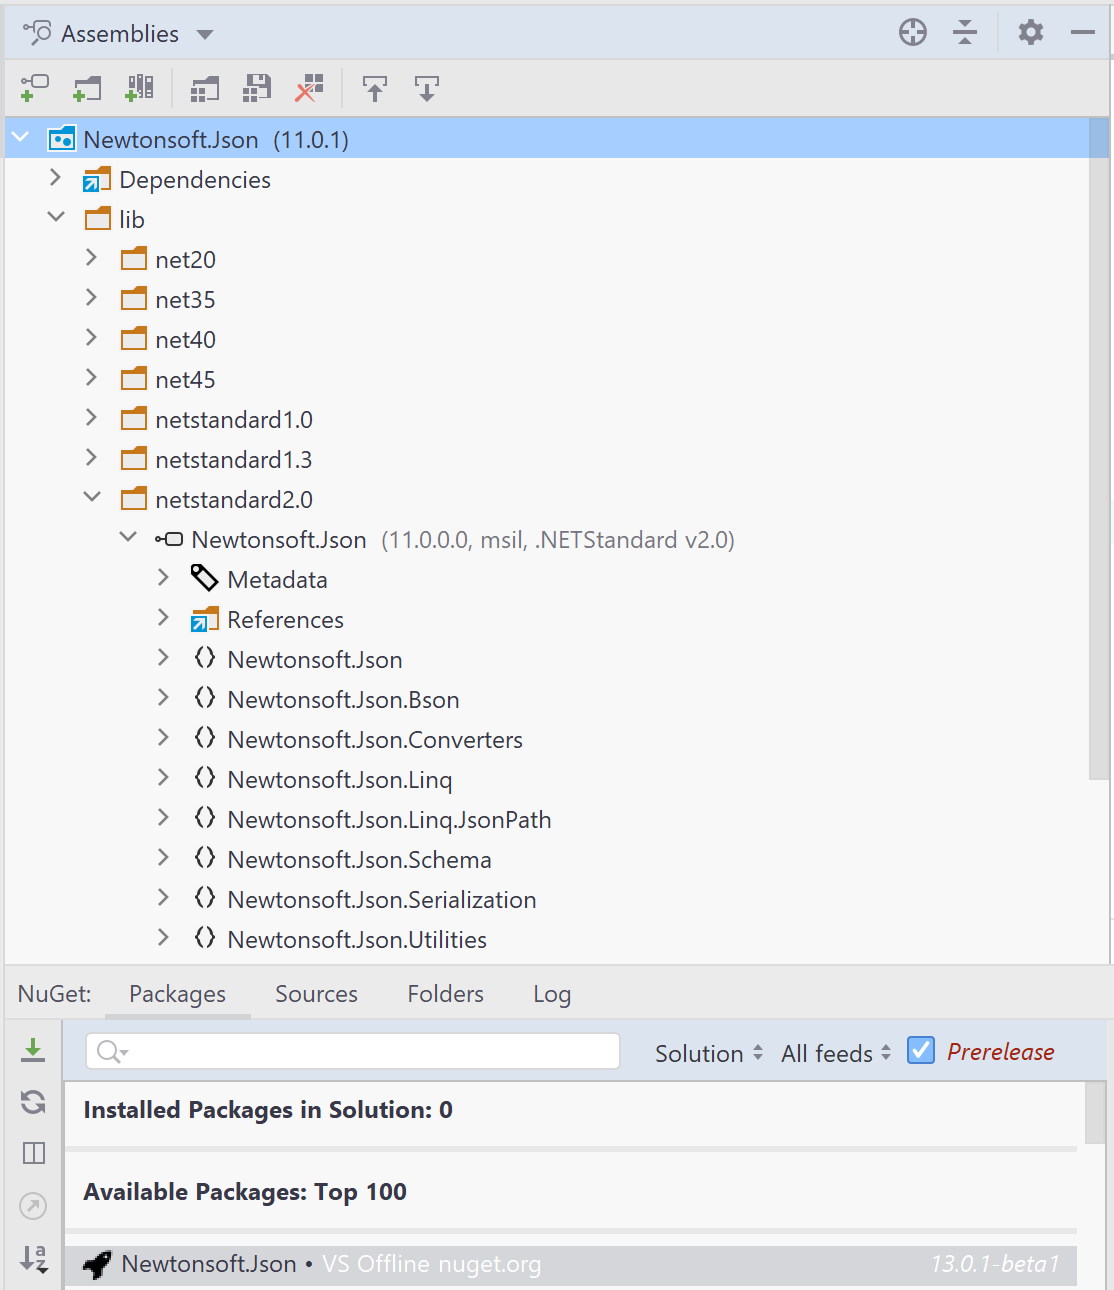 Assemblies
Newtonsoft.Json (11.0.1)
Dependencies
lib
net20
net35
net40
net45
netstandard1.0
netstandard1.3
netstandard2.0
Newtonsoft.Json (11.0.0.0, msil, .NETStandard v2.0)
Metadata
References
Newtonsoft.Json
Newtonsoft.Json.Bson
Newtonsoft.Json.Converters
Newtonsoft.Json.Linq
Newtonsoft.Json.Linq.JsonPath
Newtonsoft.Json.Schema
Newtonsoft.Json.Serialization
Newtonsoft.Json.Utilities
NuGet: Packages Sources Folders Log
Solution All feeds Prerelease
Installed Packages in Solution: 0
Available Packages: Top 100
Newtonsoft.Json • VS Offline nuget.org 13.0.1-beta1